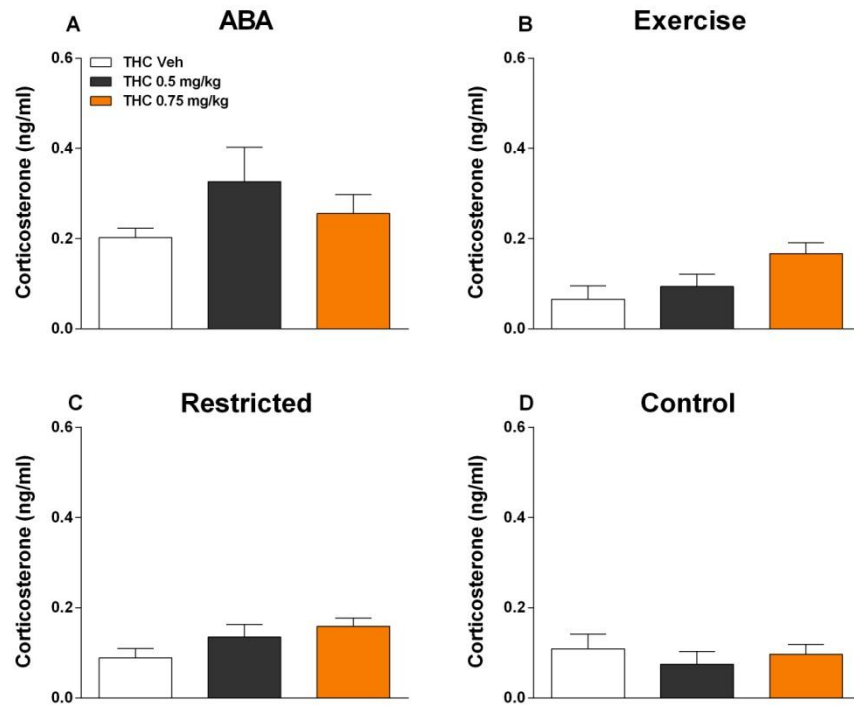 A
ABA
THC Veh
THC 0.5 mg/kg
THC 0.75 mg/kg
Corticosterone (ng/ml)
0.6
0.4
0.2
0.0
B
Exercise
Corticosterone (ng/ml)
0.6
0.4
0.2
0.0
C
Restricted
Corticosterone (ng/ml)
0.6
0.4
0.2
0.0
D
Control
Corticosterone (ng/ml)
0.6
0.4
0.2
0.0